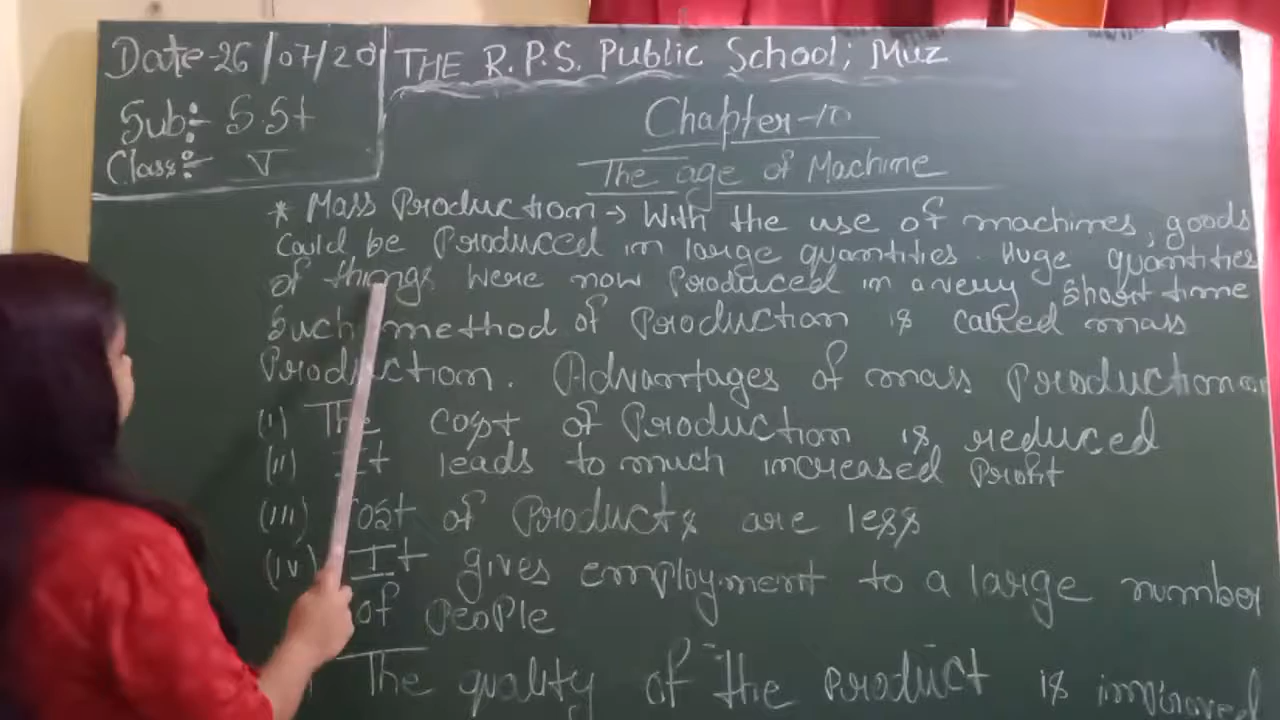 Date-26/07/20
Sub:- S.St
Class:- V
THE R.P.S. Public School; Muz
Chapter-10
The age of Machine
* Mass Production → With the use of machines, goods
could be Produced in large quantities. Huge quantities
of things were now Produced in a very short time
Such method of Production is called mass
Production. Advantages of mass Production
(i) The cost of Production is reduced
(ii) It leads to much increased Profit
(iii) Cost of Products are less
(iv) It gives employment to a large number
of People
The quality of the Product is improved